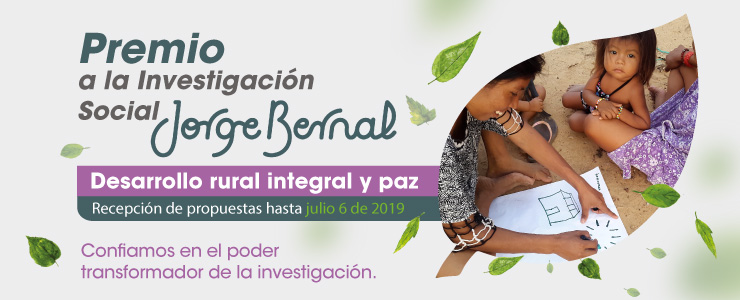 Premio
a la Investigación
Social
Jorge Bernal
Desarrollo rural integral y paz
Recepción de propuestas hasta julio 6 de 2019
Confiamos en el poder
transformador de la investigación.